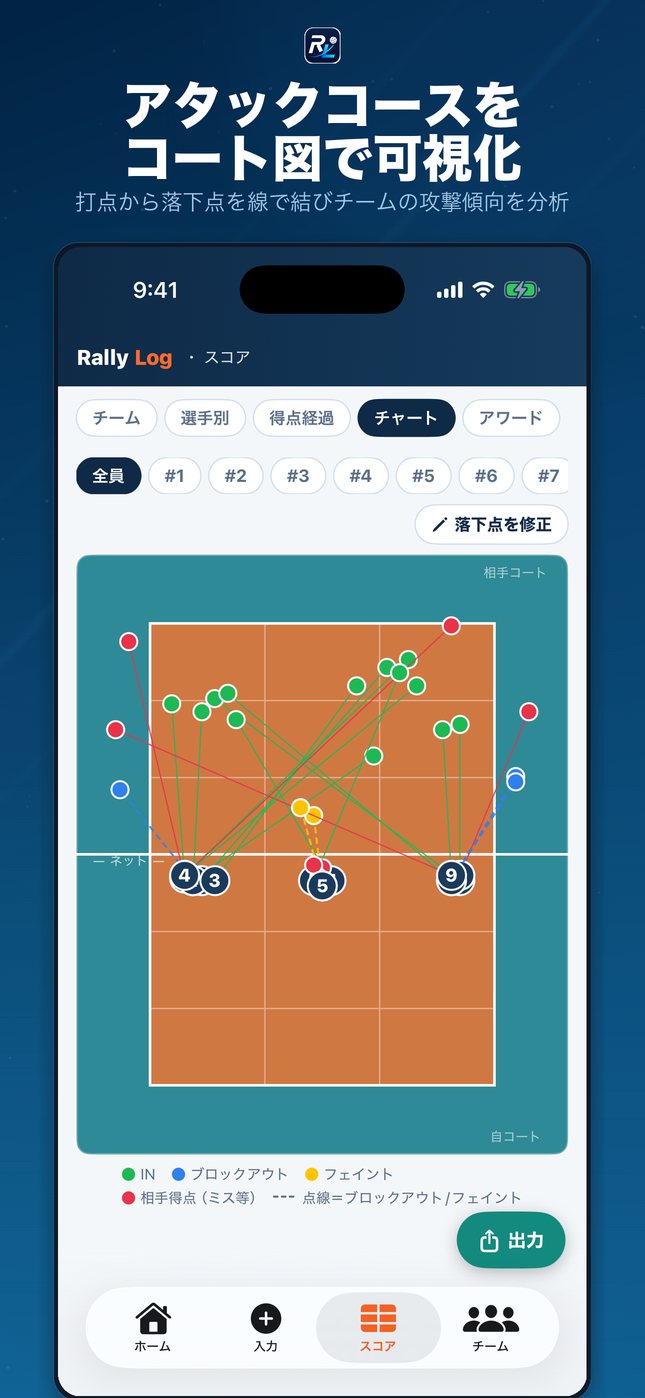 RL
アタックコースを
コート図で可視化
打点から落下点を線で結びチームの攻撃傾向を分析
9:41
Rally Log ・ スコア
チーム 選手別 得点経過 チャート アワード
全員 #1 #2 #3 #4 #5 #6 #7
落下点を修正
相手コート
ネット
4 3 5 9
自コート
IN ブロックアウト フェイント
相手得点（ミス等） 点線＝ブロックアウト/フェイント
出力
ホーム 入力 スコア チーム